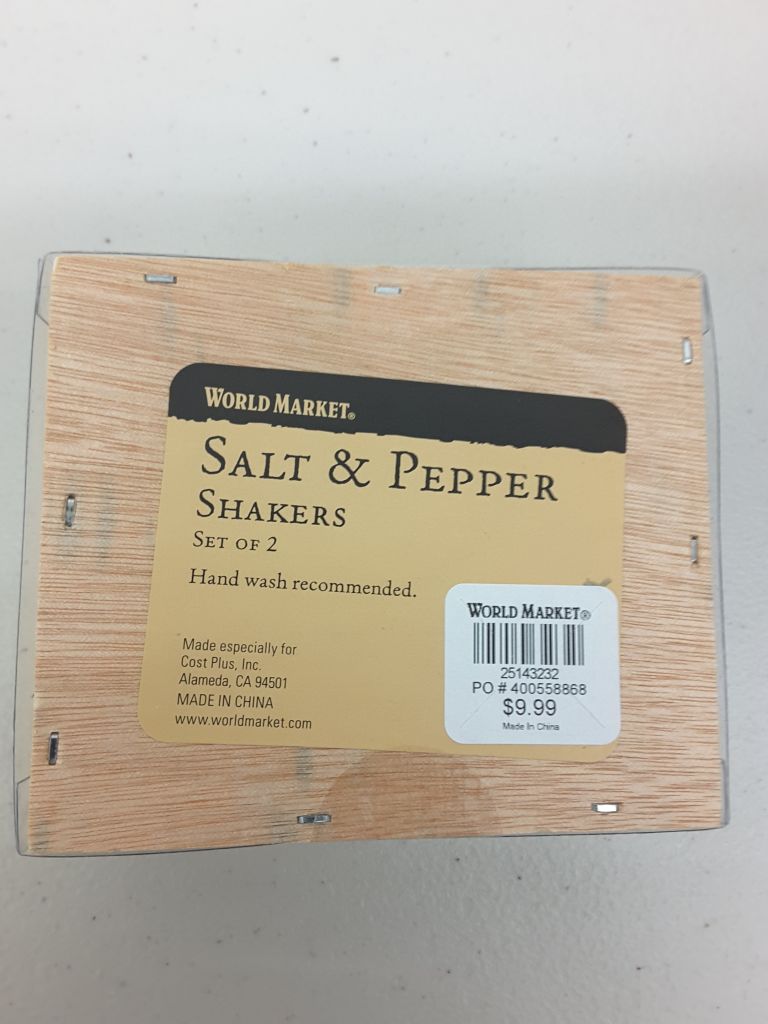 WORLD MARKET®
SALT & PEPPER
SHAKERS
SET OF 2
Hand wash recommended.
Made especially for
Cost Plus, Inc.
Alameda, CA 94501
MADE IN CHINA
www.worldmarket.com
WORLD MARKET®
25143232
PO # 400558868
$9.99
Made In China